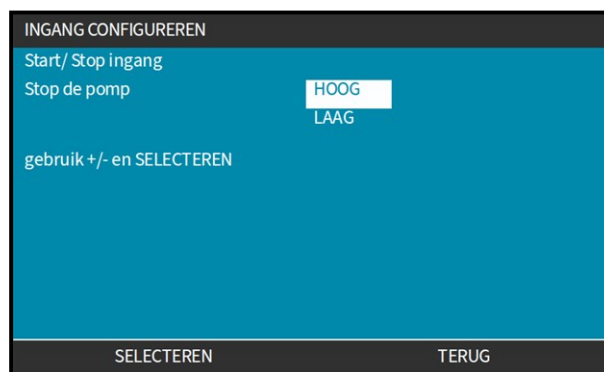 INGANG CONFIGUREREN
Start/ Stop ingang
Stop de pomp HOOG
LAAG
gebruik +/- en SELECTEREN
SELECTEREN TERUG